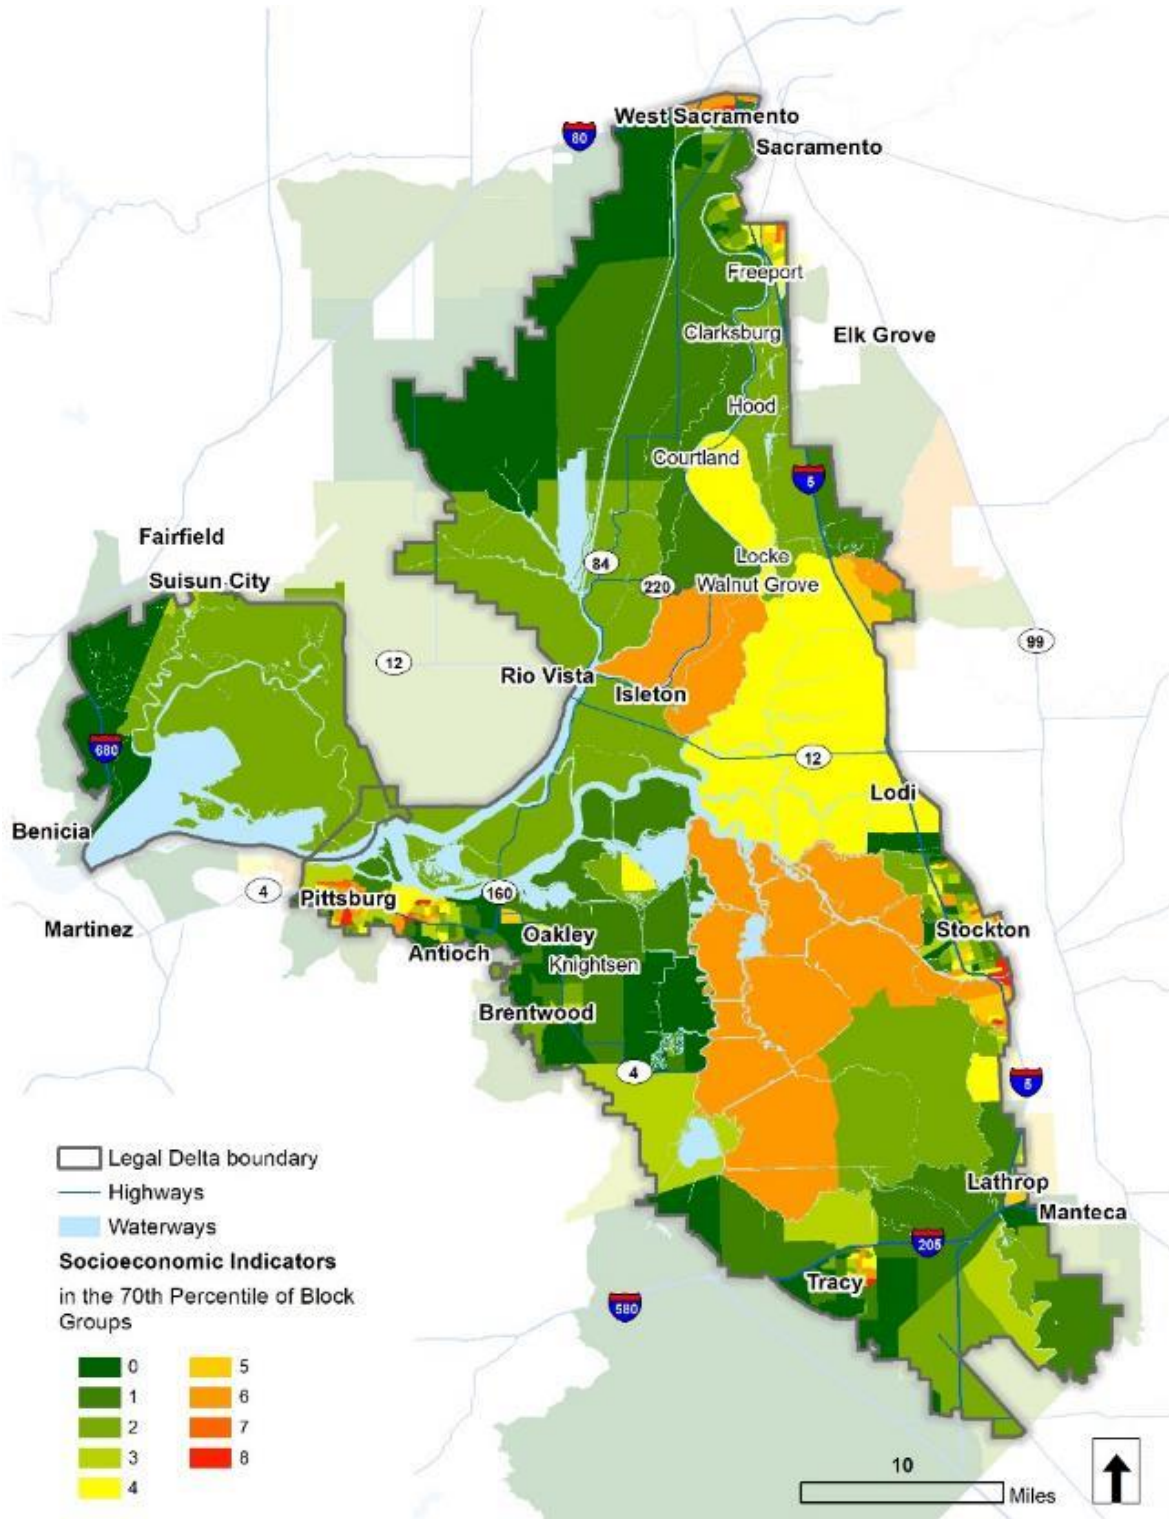 West Sacramento
80
Sacramento
Freeport
Clarksburg
Elk Grove
Hood
Courtland
5
Fairfield
Locke
84
Suisun City
220
Walnut Grove
99
12
Rio Vista
Isleton
680
12
Lodi
Benicia
4
Pittsburg
160
Martinez
Oakley
Stockton
Antioch
Knightsen
Brentwood
4
5
Legal Delta boundary
Lathrop
Highways
Manteca
Waterways
205
Socioeconomic Indicators
Tracy
in the 70th Percentile of Block
Groups
580
0 5
1 6
2 7
3 8
4
10
Miles